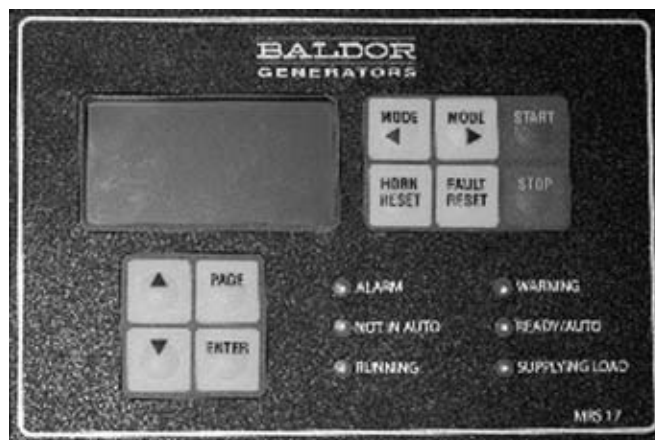 BALDOR
GENERATORS
MODE
MODE
START
HORN RESET
FAULT RESET
STOP
PAGE
ENTER
ALARM
WARNING
NOT IN AUTO
READY/AUTO
RUNNING
SUPPLYING LOAD
MRS 17